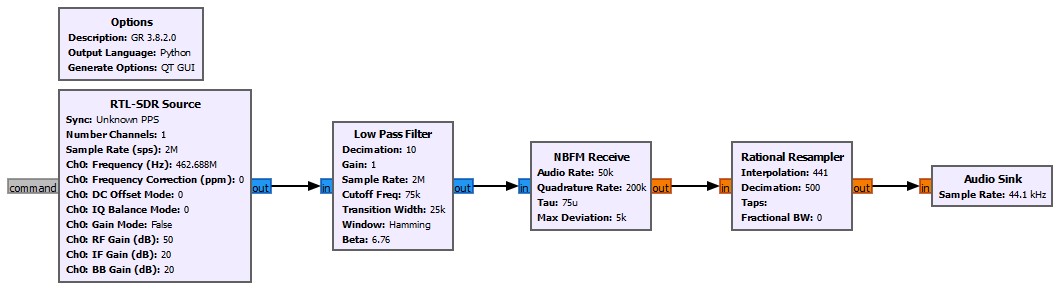 Options
Description: GR 3.8.2.0
Output Language: Python
Generate Options: QT GUI
RTL-SDR Source
Sync: Unknown PPS
Number Channels: 1
Sample Rate (sps): 2M
Ch0: Frequency (Hz): 462.688M
Ch0: Frequency Correction (ppm): 0
Ch0: DC Offset Mode: 0
Ch0: IQ Balance Mode: 0
Ch0: Gain Mode: False
Ch0: RF Gain (dB): 50
Ch0: IF Gain (dB): 20
Ch0: BB Gain (dB): 20
command
out
in
Low Pass Filter
Decimation: 10
Gain: 1
Sample Rate: 2M
Cutoff Freq: 75k
Transition Width: 25k
Window: Hamming
Beta: 6.76
out
in
NBFM Receive
Audio Rate: 50k
Quadrature Rate: 200k
Tau: 75u
Max Deviation: 5k
out
in
Rational Resampler
Interpolation: 441
Decimation: 500
Taps:
Fractional BW: 0
out
in
Audio Sink
Sample Rate: 44.1 kHz